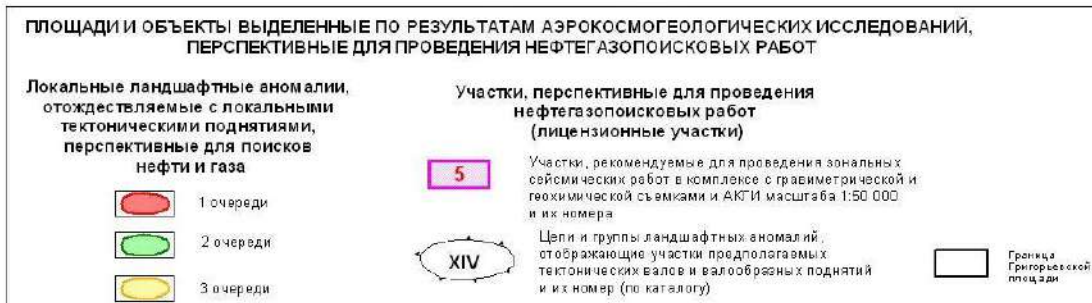 ПЛОЩАДИ И ОБЪЕКТЫ ВЫДЕЛЕННЫЕ ПО РЕЗУЛЬТАТАМ АЭРОКОСМОГЕОЛОГИЧЕСКИХ ИССЛЕДОВАНИЙ,
ПЕРСПЕКТИВНЫЕ ДЛЯ ПРОВЕДЕНИЯ НЕФТЕГАЗОПОИСКОВЫХ РАБОТ
Локальные ландшафтные аномалии,
отождествляемые с локальными
тектоническими поднятиями,
перспективные для поисков
нефти и газа
1 очереди
2 очереди
3 очереди
Участки, перспективные для проведения
нефтегазопоисковых работ
(лицензионные участки)
5
Участки, рекомендуемые для проведения зональных
сейсмических работ в комплексе с гравиметрической и
геохимической съемками и АКГИ масштаба 1:50 000
и их номера
XIV
Цепи и группы ландшафтных аномалий,
отображающие участки предполагаемых
тектонических валов и валообразных поднятий
и их номер (по каталогу)
Граница
Григорьевской
площади